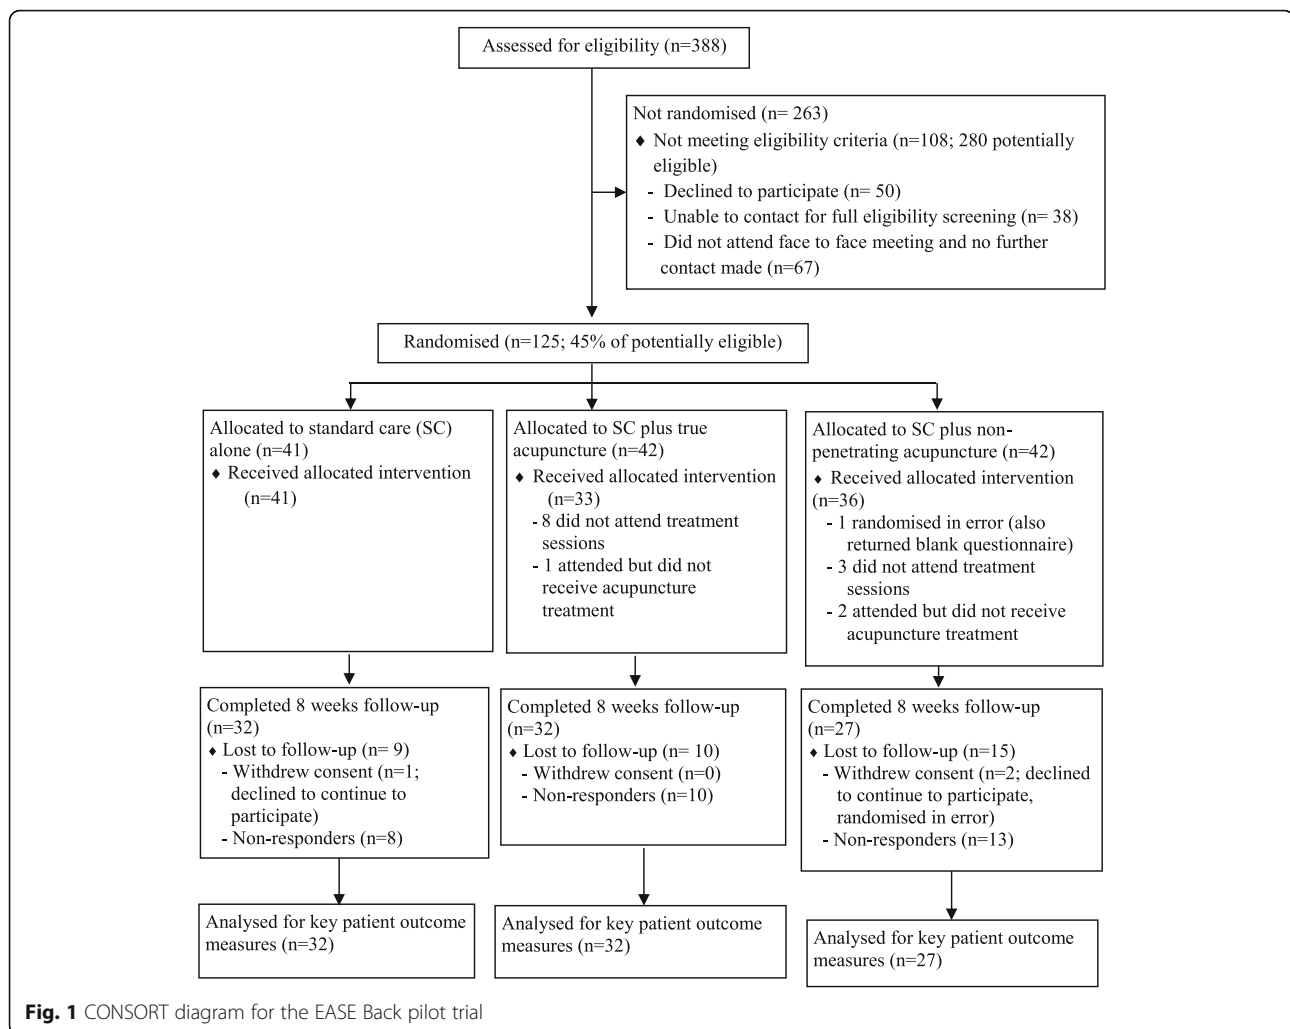 Assessed for eligibility (n=388)
Not randomised (n= 263)
♦ Not meeting eligibility criteria (n=108; 280 potentially
eligible)
- Declined to participate (n= 50)
- Unable to contact for full eligibility screening (n= 38)
- Did not attend face to face meeting and no further
contact made (n=67)
Randomised (n=125; 45% of potentially eligible)
Allocated to standard care (SC)
alone (n=41)
♦ Received allocated intervention
(n=41)
Allocated to SC plus true
acupuncture (n=42)
♦ Received allocated intervention
(n=33)
- 8 did not attend treatment
sessions
- 1 attended but did not
receive acupuncture
treatment
Allocated to SC plus non-
penetrating acupuncture (n=42)
♦ Received allocated intervention
(n=36)
- 1 randomised in error (also
returned blank questionnaire)
- 3 did not attend treatment
sessions
- 2 attended but did not receive
acupuncture treatment
Completed 8 weeks follow-up
(n=32)
♦ Lost to follow-up (n= 9)
- Withdrew consent (n=1;
declined to continue to
participate)
- Non-responders (n=8)
Completed 8 weeks follow-up
(n=32)
♦ Lost to follow-up (n= 10)
- Withdrew consent (n=0)
- Non-responders (n=10)
Completed 8 weeks follow-up
(n=27)
♦ Lost to follow-up (n=15)
- Withdrew consent (n=2; declined
to continue to participate,
randomised in error)
- Non-responders (n=13)
Analysed for key patient outcome
measures (n=32)
Analysed for key patient outcome
measures (n=32)
Analysed for key patient outcome
measures (n=27)
Fig. 1 CONSORT diagram for the EASE Back pilot trial